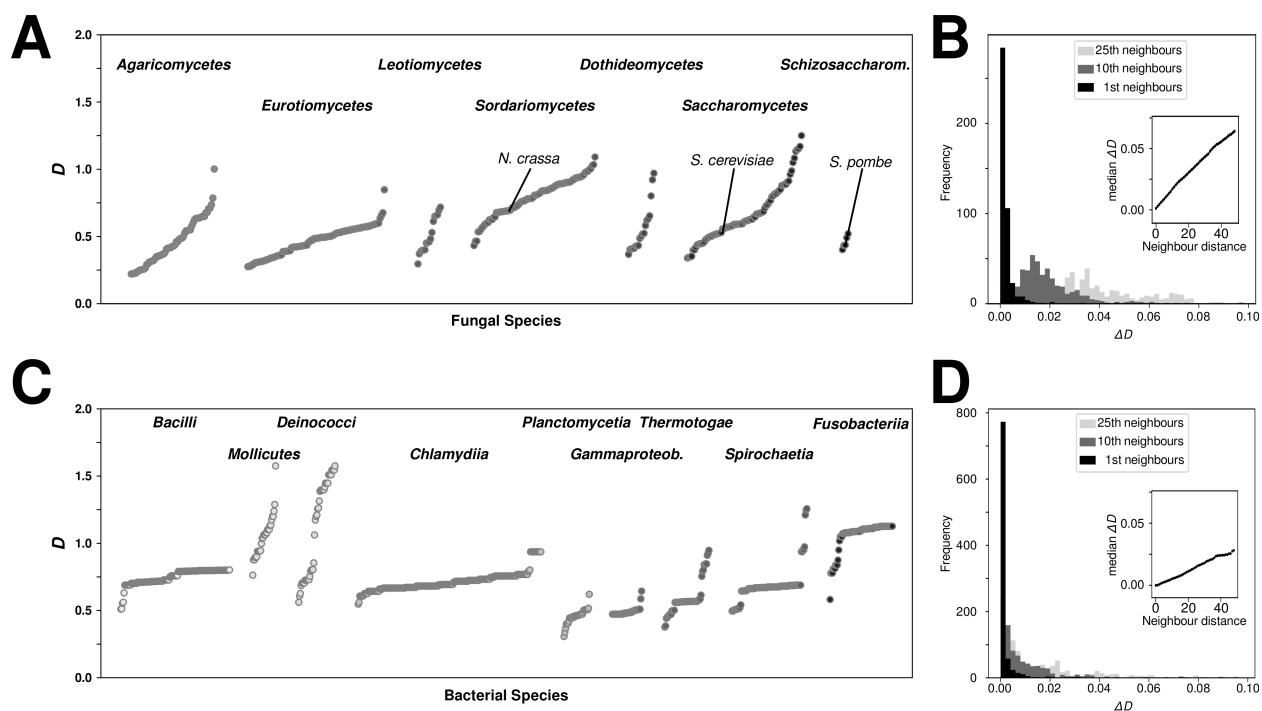 A
2.0
1.5
1.0
0.5
0.0
D
Agaricomycetes
Leotiomycetes
Dothideomycetes
Schizosaccharom.
Eurotiomycetes
Sordariomycetes
Saccharomycetes
N. crassa
S. cerevisiae
S. pombe
Fungal Species
B
Frequency
200
100
0
25th neighbours
10th neighbours
1st neighbours
median ΔD
0.05
0.00
0 20 40
Neighbour distance
0.00 0.02 0.04 0.06 0.08 0.10
ΔD
C
2.0
1.5
1.0
0.5
0.0
D
Bacilli
Deinococci
Planctomycetia
Thermotogae
Fusobacteriia
Mollicutes
Chlamydiia
Gammaproteob.
Spirochaetia
Bacterial Species
D
Frequency
800
600
400
200
0
25th neighbours
10th neighbours
1st neighbours
median ΔD
0.05
0.00
0 20 40
Neighbour distance
0.00 0.02 0.04 0.06 0.08 0.10
ΔD